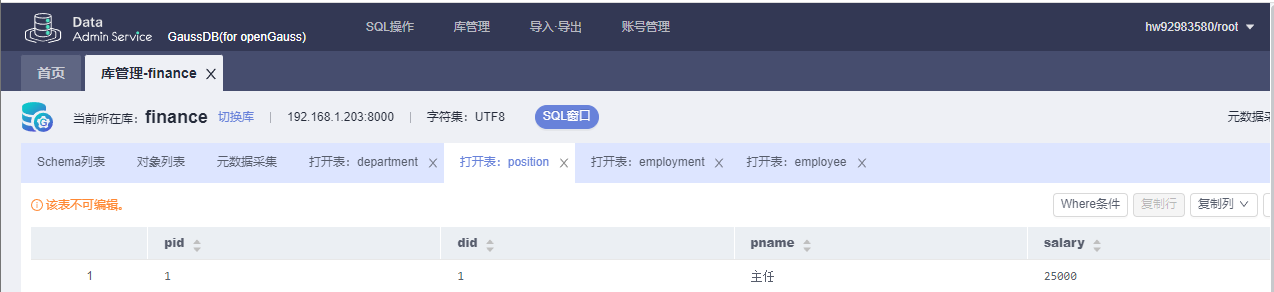 Data
Admin Service GaussDB(for openGauss) SQL操作 库管理 导入·导出 账号管理 hw92983580/root
首页 库管理-finance
当前所在库：finance 切换库 | 192.168.1.203:8000 | 字符集：UTF8 SQL窗口 元数据采
Schema列表 对象列表 元数据采集 打开表：department 打开表：position 打开表：employment 打开表：employee
该表不可编辑。 Where条件 复制行 复制列
pid did pname salary
1 1 1 主任 25000